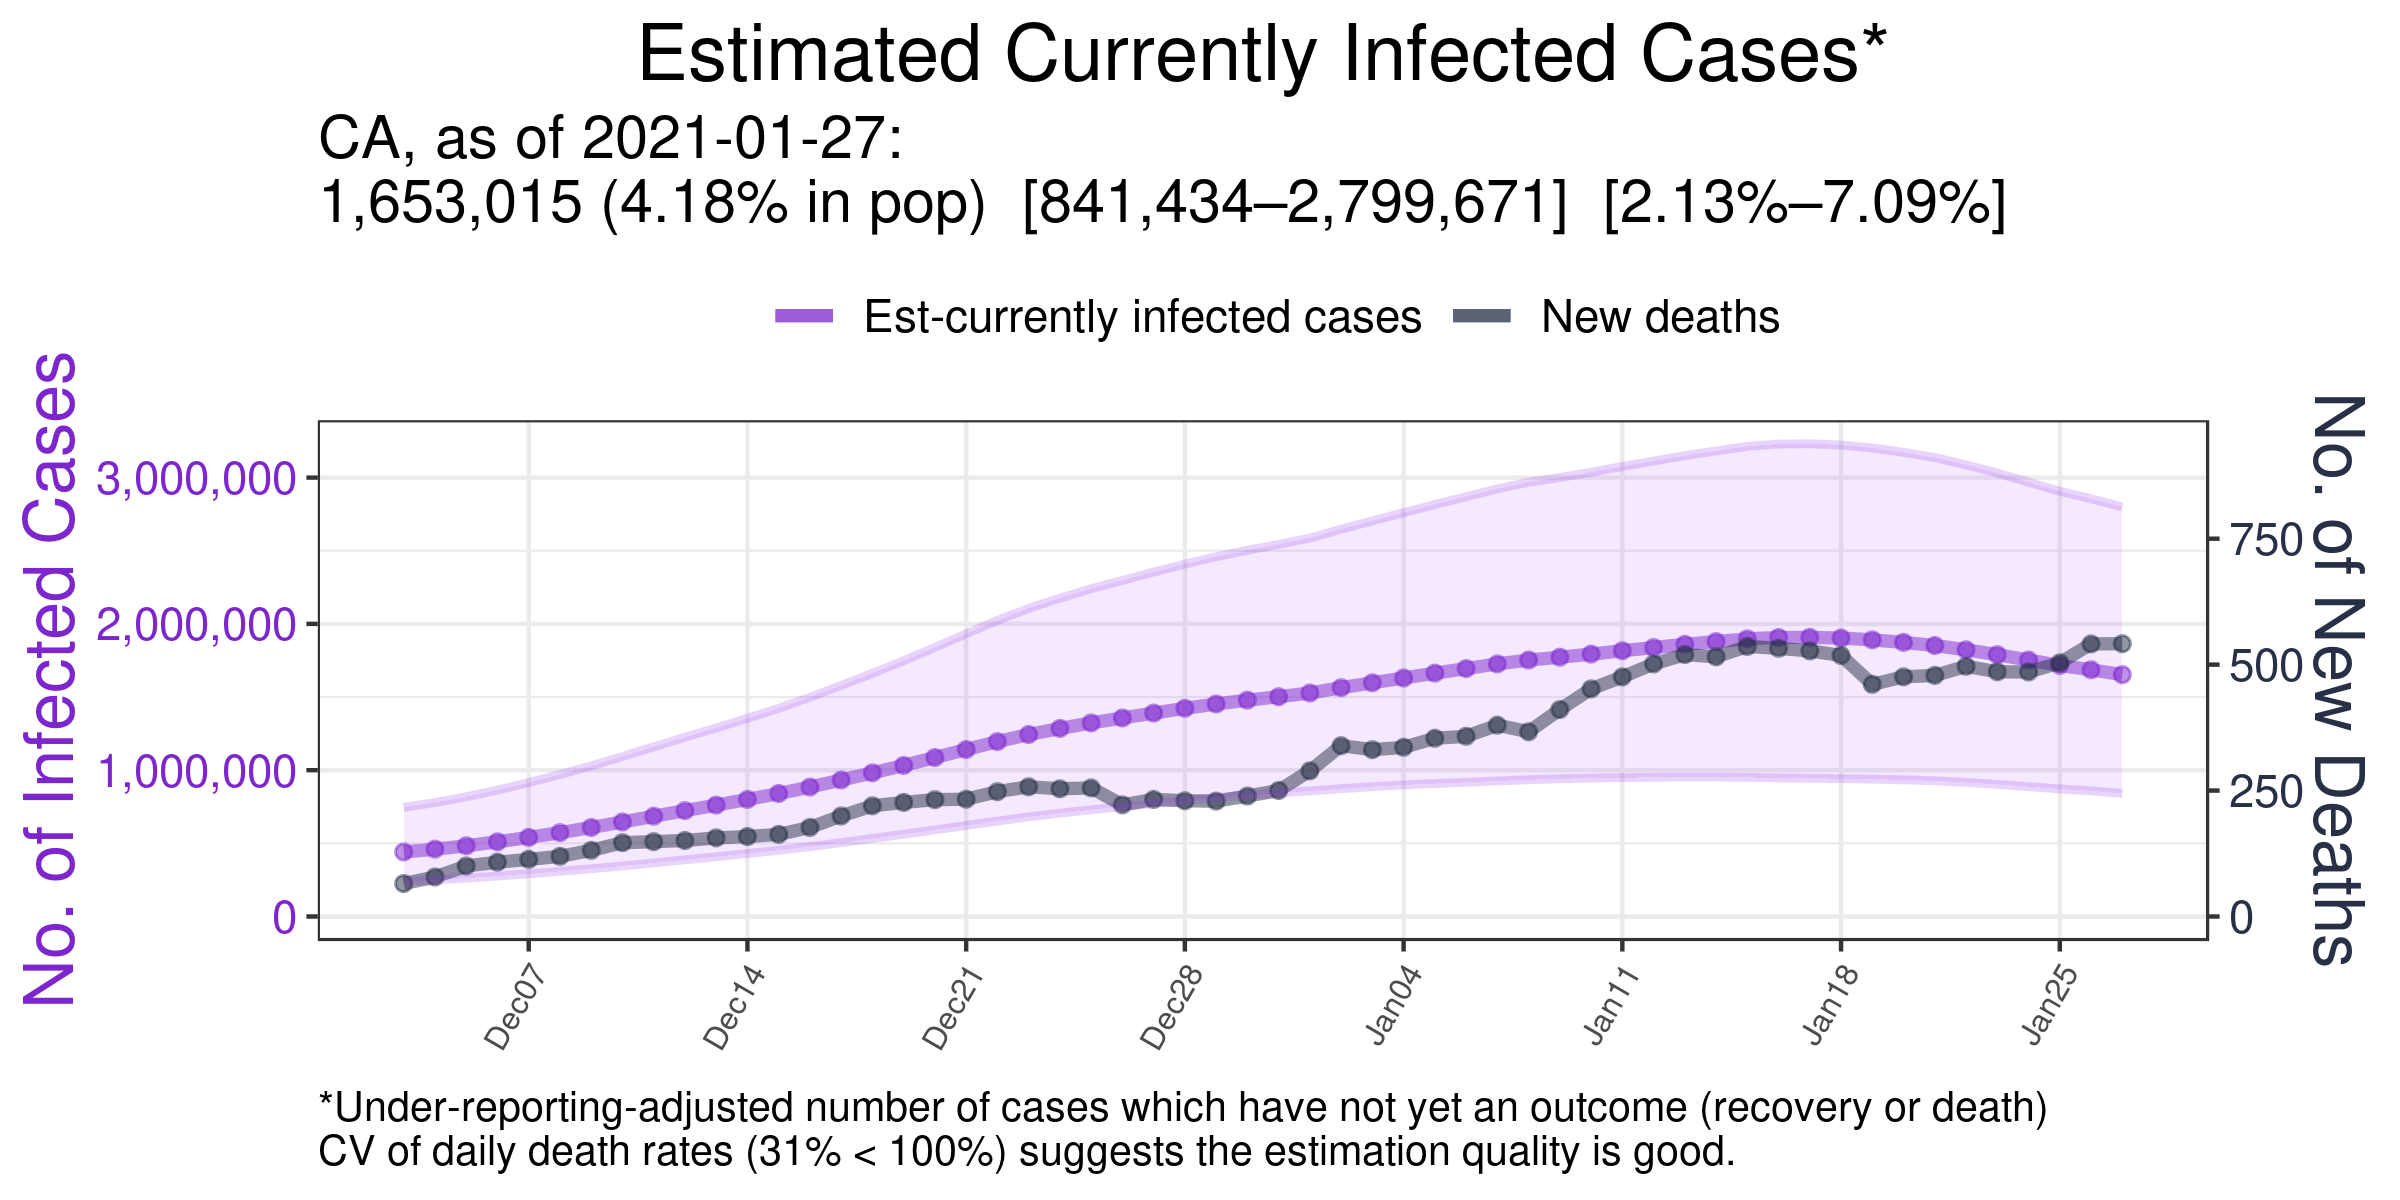 Estimated Currently Infected Cases*
CA, as of 2021-01-27:
1,653,015 (4.18% in pop)  [841,434–2,799,671]  [2.13%–7.09%]
Est-currently infected cases
New deaths
No. of Infected Cases
3,000,000
2,000,000
1,000,000
0
No. of New Deaths
750
500
250
0
Dec07
Dec14
Dec21
Dec28
Jan04
Jan11
Jan18
Jan25
*Under-reporting-adjusted number of cases which have not yet an outcome (recovery or death)
CV of daily death rates (31% < 100%) suggests the estimation quality is good.